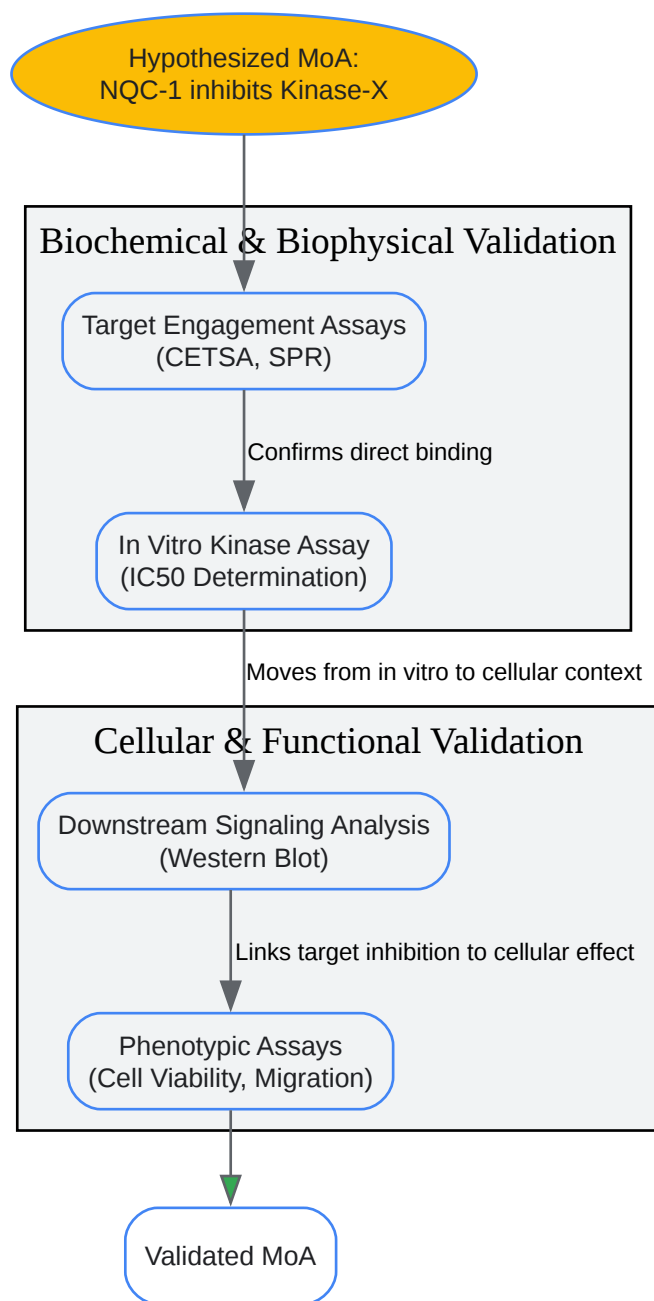 Hypothesized MoA:
NQC-1 inhibits Kinase-X
Biochemical & Biophysical Validation
Target Engagement Assays
(CETSA, SPR)
Confirms direct binding
In Vitro Kinase Assay
(IC50 Determination)
Moves from in vitro to cellular context
Cellular & Functional Validation
Downstream Signaling Analysis
(Western Blot)
Links target inhibition to cellular effect
Phenotypic Assays
(Cell Viability, Migration)
Validated MoA